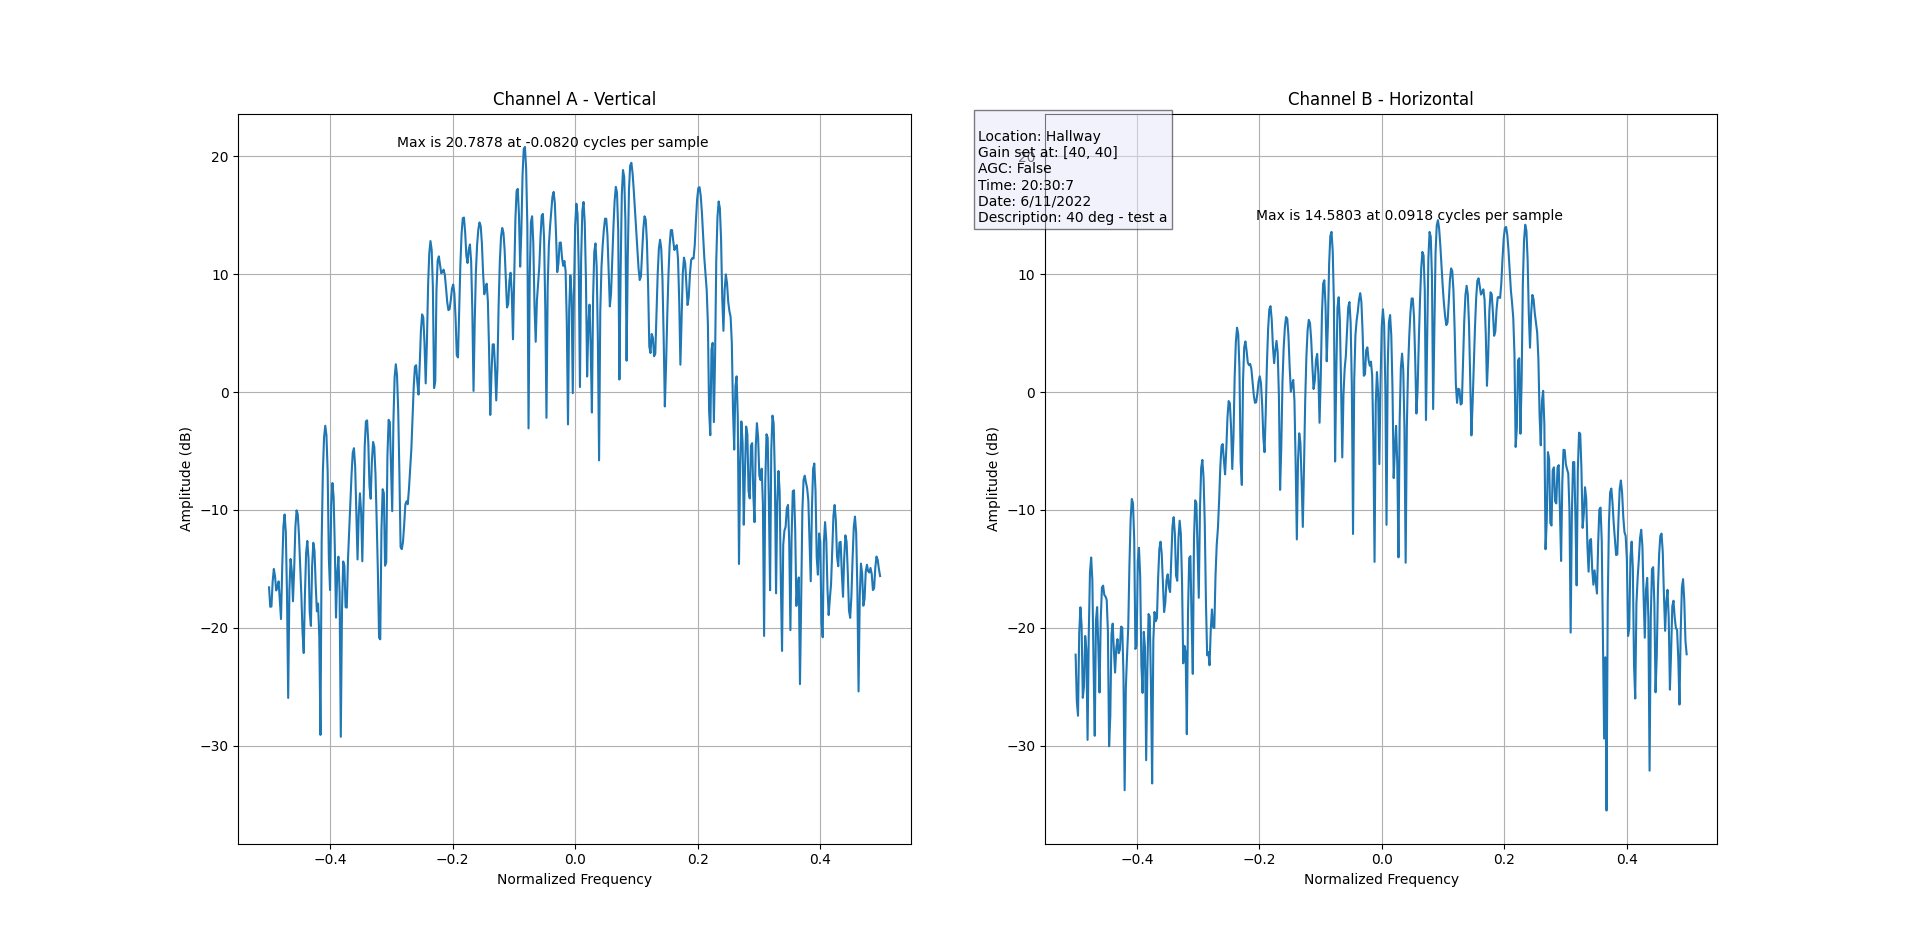 Channel A - Vertical
Max is 20.7878 at -0.0820 cycles per sample
20
10
0
−10
−20
−30
Amplitude (dB)
−0.4
−0.2
0.0
0.2
0.4
Normalized Frequency
Channel B - Horizontal
Location: Hallway
Gain set at: [40, 40]
AGC: False
Time: 20:30:7
Date: 6/11/2022
Description: 40 deg - test a
Max is 14.5803 at 0.0918 cycles per sample
20
10
0
−10
−20
−30
Amplitude (dB)
−0.4
−0.2
0.0
0.2
0.4
Normalized Frequency